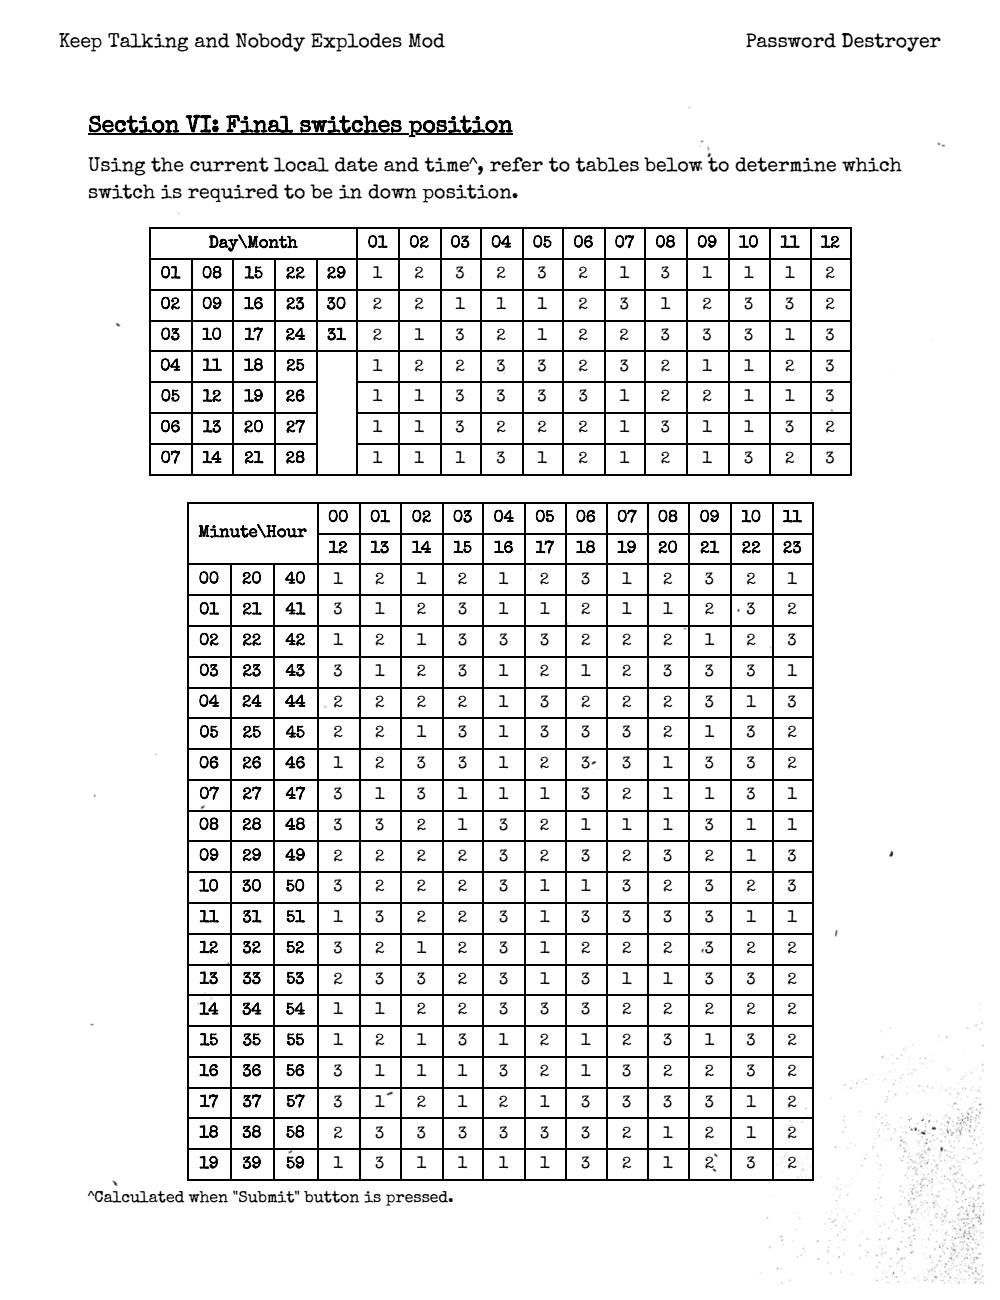 Keep Talking and Nobody Explodes Mod Password Destroyer
Section VI: Final switches position
Using the current local date and time^, refer to tables below to determine which
switch is required to be in down position.
Day\Month 01 02 03 04 05 06 07 08 09 10 11 12
01 08 15 22 29 1 2 3 2 3 2 1 3 1 1 1 2
02 09 16 23 30 2 2 1 1 1 2 3 1 2 3 3 2
03 10 17 24 31 2 1 3 2 1 2 2 3 3 3 1 3
04 11 18 25 1 2 2 3 3 2 3 2 1 1 2 3
05 12 19 26 1 1 3 3 3 3 1 2 2 1 1 3
06 13 20 27 1 1 3 2 2 2 1 3 1 1 3 2
07 14 21 28 1 1 1 3 1 2 1 2 1 3 2 3
Minute\Hour 00 01 02 03 04 05 06 07 08 09 10 11
12 13 14 15 16 17 18 19 20 21 22 23
00 20 40 1 2 1 2 1 2 3 1 2 3 2 1
01 21 41 3 1 2 3 1 1 2 1 1 2 3 2
02 22 42 1 2 1 3 3 3 2 2 2 1 2 3
03 23 43 3 1 2 3 1 2 1 2 3 3 3 1
04 24 44 2 2 2 2 1 3 2 2 2 3 1 3
05 25 45 2 2 1 3 1 3 3 3 2 1 3 2
06 26 46 1 2 3 3 1 2 3 3 1 3 3 2
07 27 47 3 1 3 1 1 1 3 2 1 1 3 1
08 28 48 3 3 2 1 3 2 1 1 1 3 1 1
09 29 49 2 2 2 2 3 2 3 2 3 2 1 3
10 30 50 3 2 2 2 3 1 1 3 2 3 2 3
11 31 51 1 3 2 2 3 1 3 3 3 3 1 1
12 32 52 3 2 1 2 3 1 2 2 2 3 2 2
13 33 53 2 3 3 2 3 1 3 1 1 3 3 2
14 34 54 1 1 2 2 3 3 3 2 2 2 2 2
15 35 55 1 2 1 3 1 2 1 2 3 1 3 2
16 36 56 3 1 1 1 3 2 1 3 2 2 3 2
17 37 57 3 1 2 1 2 1 3 3 3 3 1 2
18 38 58 2 3 3 3 3 3 3 2 1 2 1 2
19 39 59 1 3 1 1 1 1 3 2 1 2 3 2
^Calculated when "Submit" button is pressed.